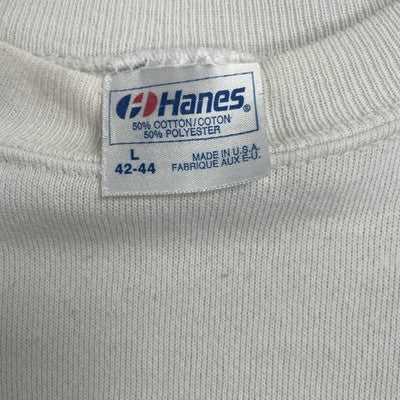 Hanes®
50% COTTON/COTON
50% POLYESTER
L
42-44
MADE IN U.S.A.
FABRIQUE AUX E-U.